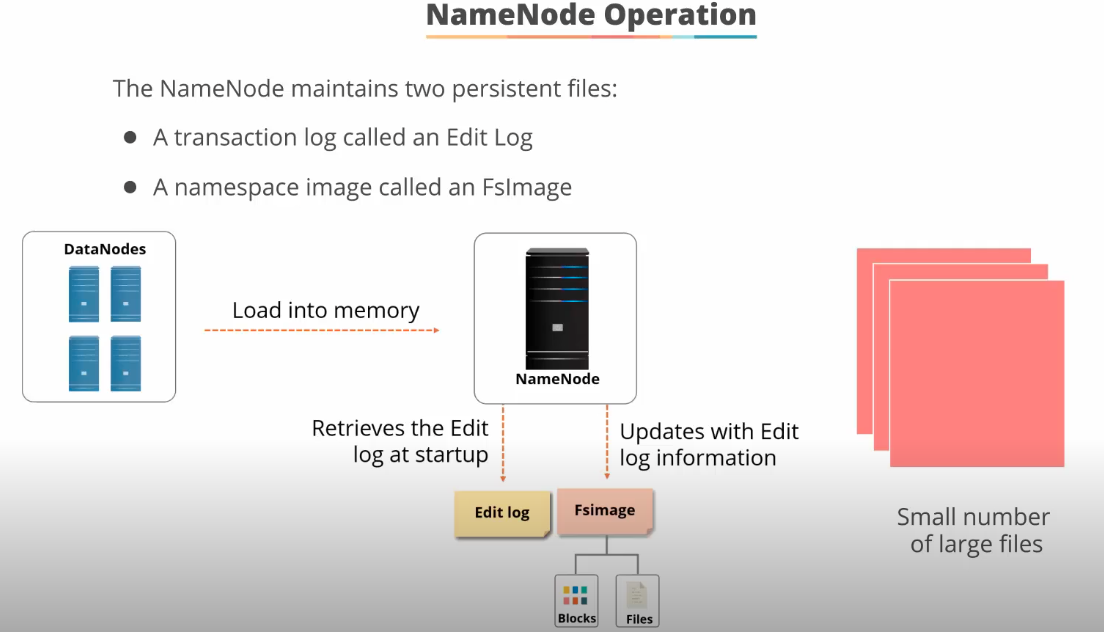 NameNode Operation
The NameNode maintains two persistent files:
● A transaction log called an Edit Log
● A namespace image called an FsImage
DataNodes
Load into memory
NameNode
Retrieves the Edit
log at startup
Updates with Edit
log information
Edit log
Fsimage
Blocks
Files
Small number
of large files